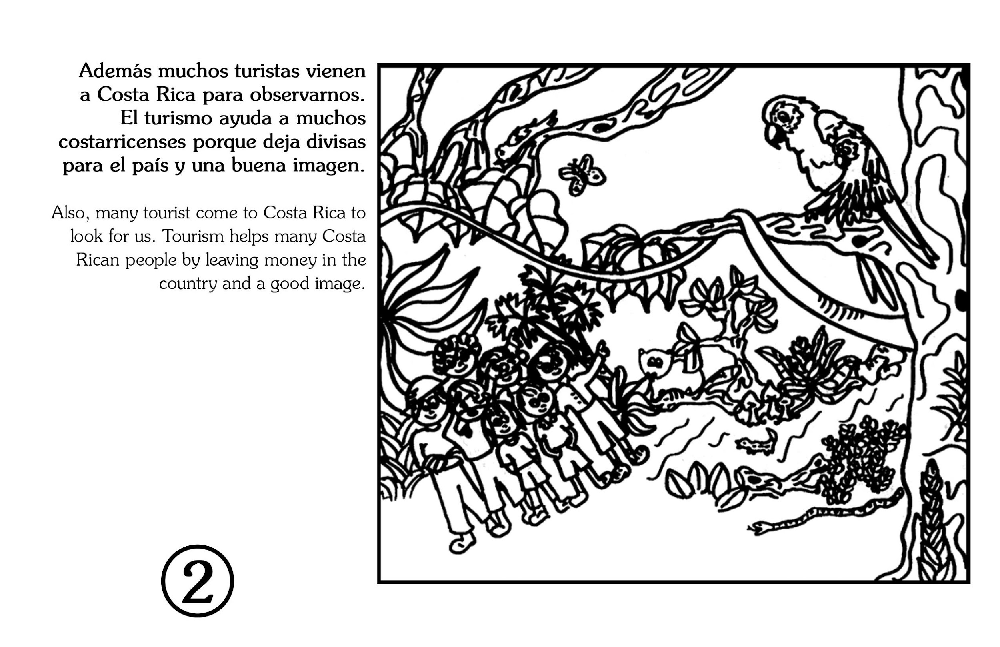 Además muchos turistas vienen
a Costa Rica para observarnos.
El turismo ayuda a muchos
costarricenses porque deja divisas
para el país y una buena imagen.
Also, many tourist come to Costa Rica to
look for us. Tourism helps many Costa
Rican people by leaving money in the
country and a good image.
2